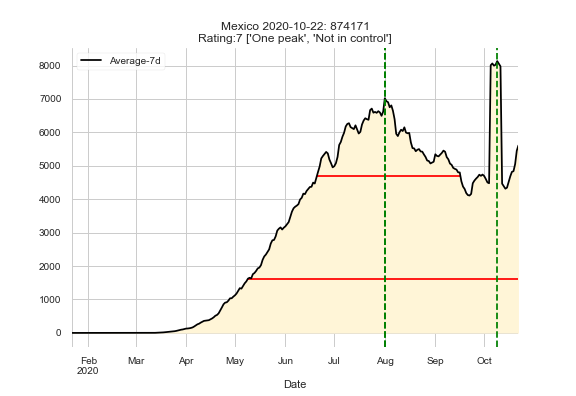 Mexico 2020-10-22: 874171
Rating:7 ['One peak', 'Not in control']
Average-7d
8000
7000
6000
5000
4000
3000
2000
1000
0
Feb Mar Apr May Jun Jul Aug Sep Oct
2020
Date